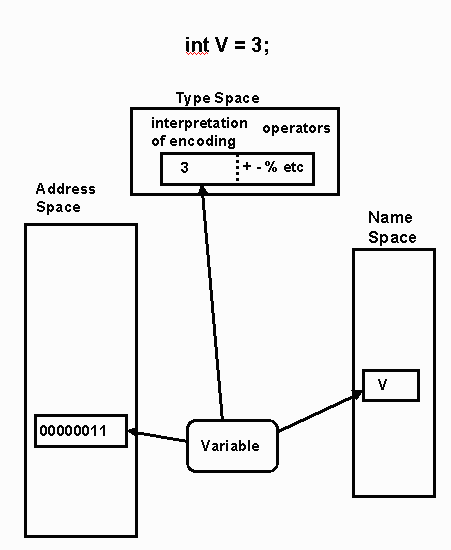 int V = 3;
Type Space
interpretation operators
of encoding
3 + - % etc
Address
Space
Name
Space
V
00000011
Variable